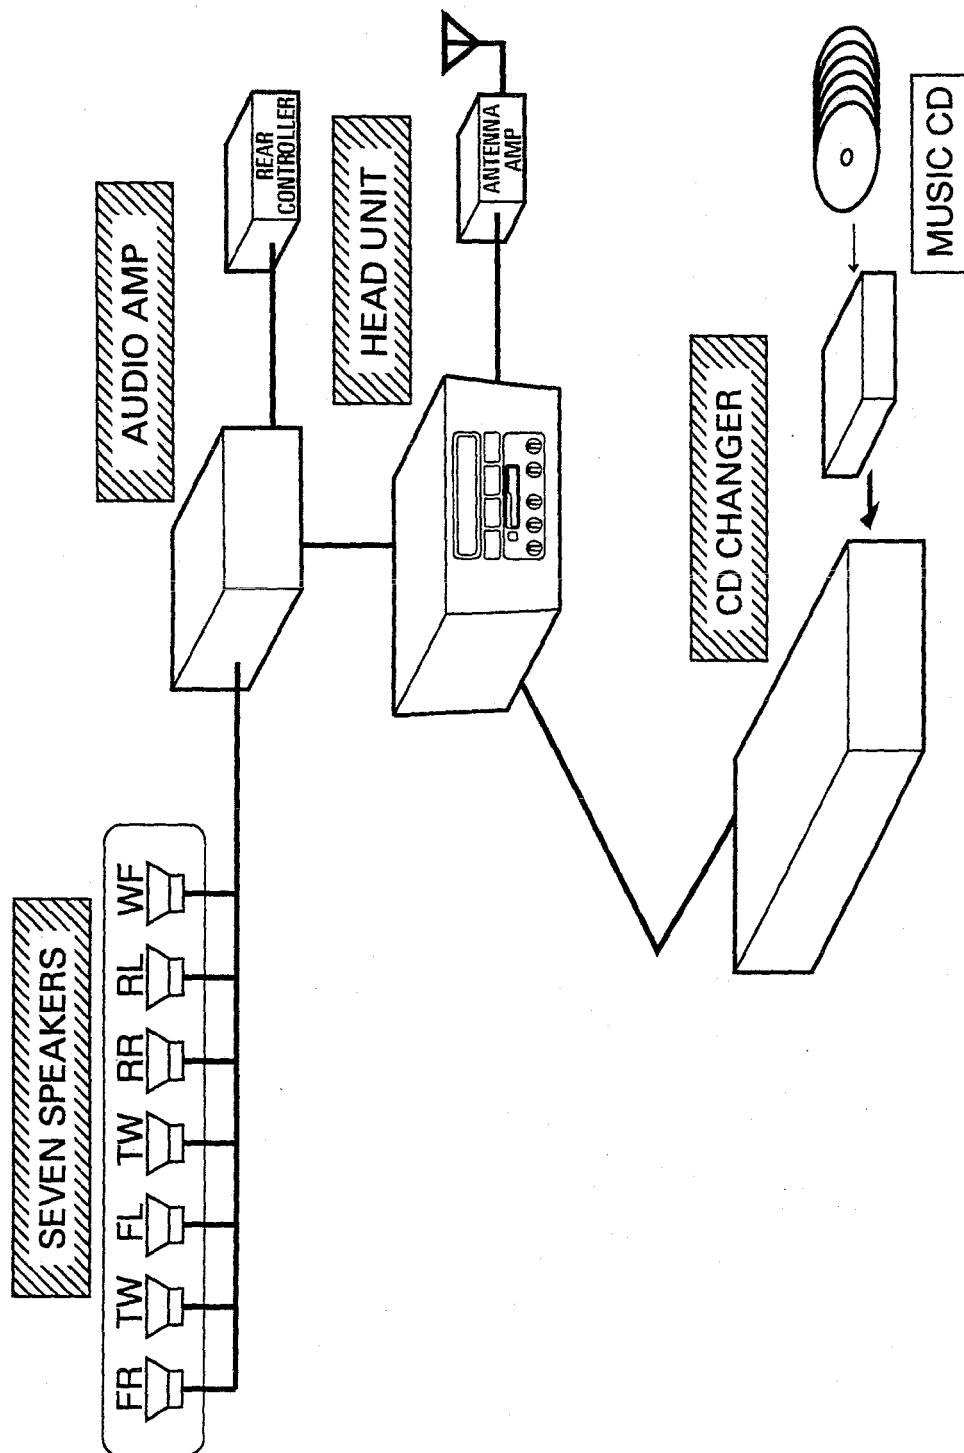 SEVEN SPEAKERS
FR TW FL TW RR RL WF
AUDIO AMP
REAR
CONTROLLER
HEAD UNIT
ANTENNA
AMP
CD CHANGER
MUSIC CD